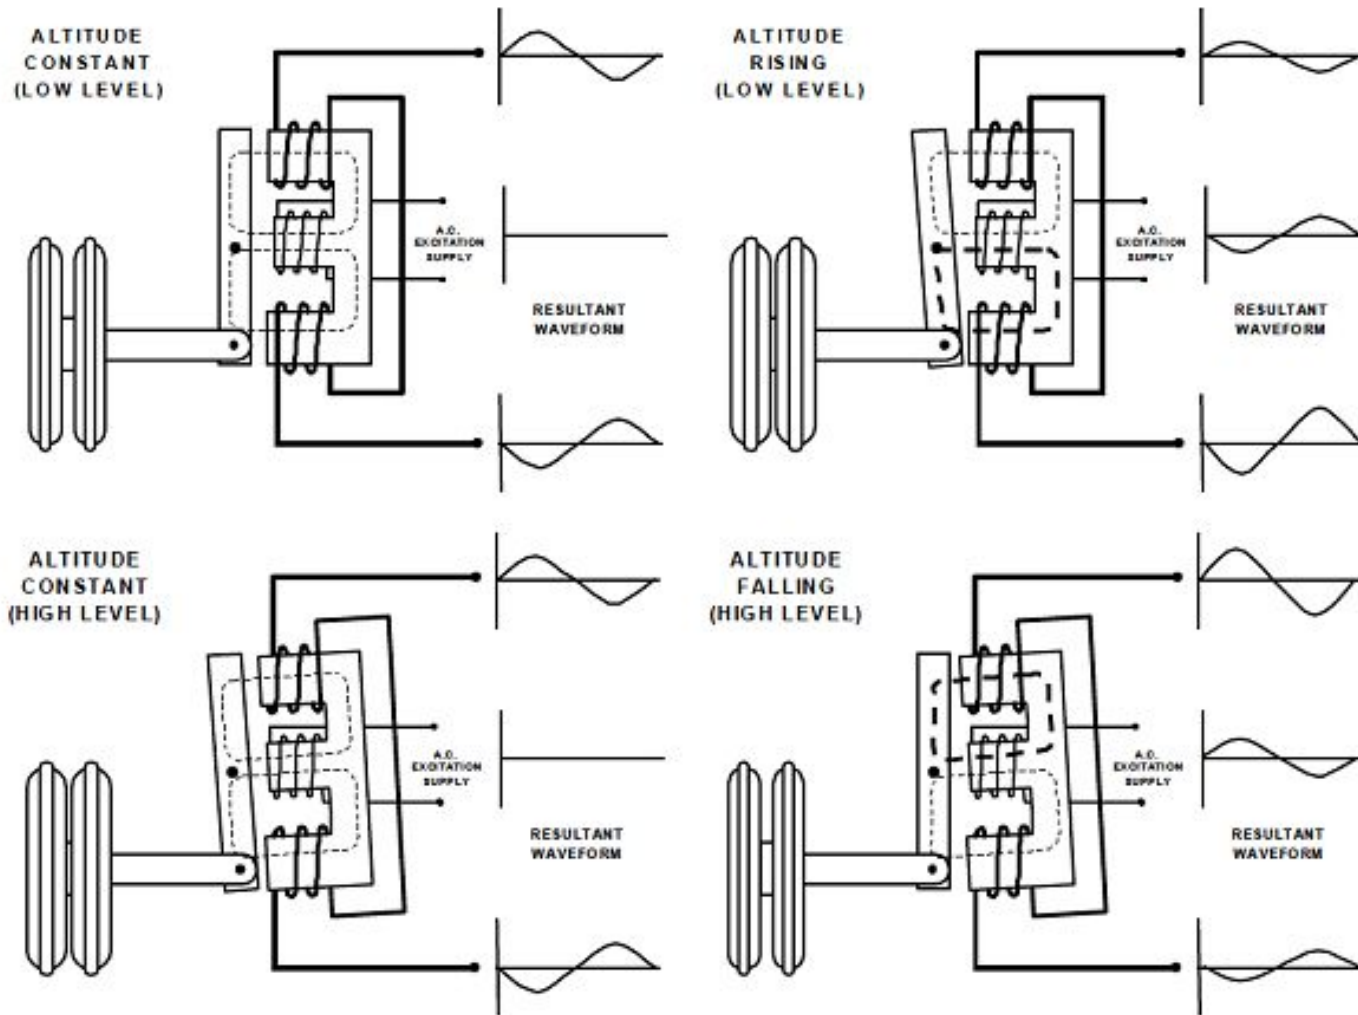 ALTITUDE
CONSTANT
(LOW LEVEL)
A.C.
EXCITATION
SUPPLY
RESULTANT
WAVEFORM
ALTITUDE
RISING
(LOW LEVEL)
A.C.
EXCITATION
SUPPLY
RESULTANT
WAVEFORM
ALTITUDE
CONSTANT
(HIGH LEVEL)
A.C.
EXCITATION
SUPPLY
RESULTANT
WAVEFORM
ALTITUDE
FALLING
(HIGH LEVEL)
A.C.
EXCITATION
SUPPLY
RESULTANT
WAVEFORM